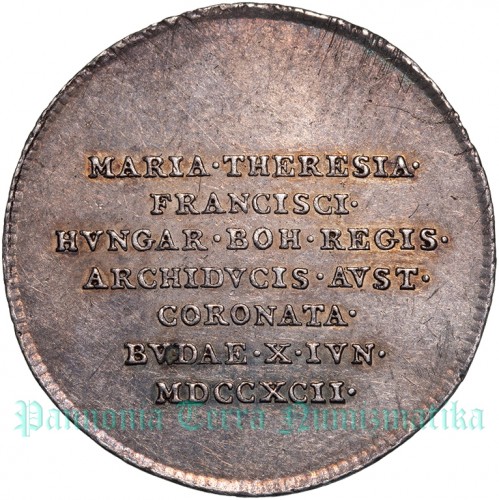 MARIA·THERESIA·
FRANCISCI·
HVNGAR·BOH·REGIS·
ARCHIDVCIS·AVST·
CORONATA·
BVDAE·X·IVN·
MDCCXCII·
Pannonia Terra Numizmatika